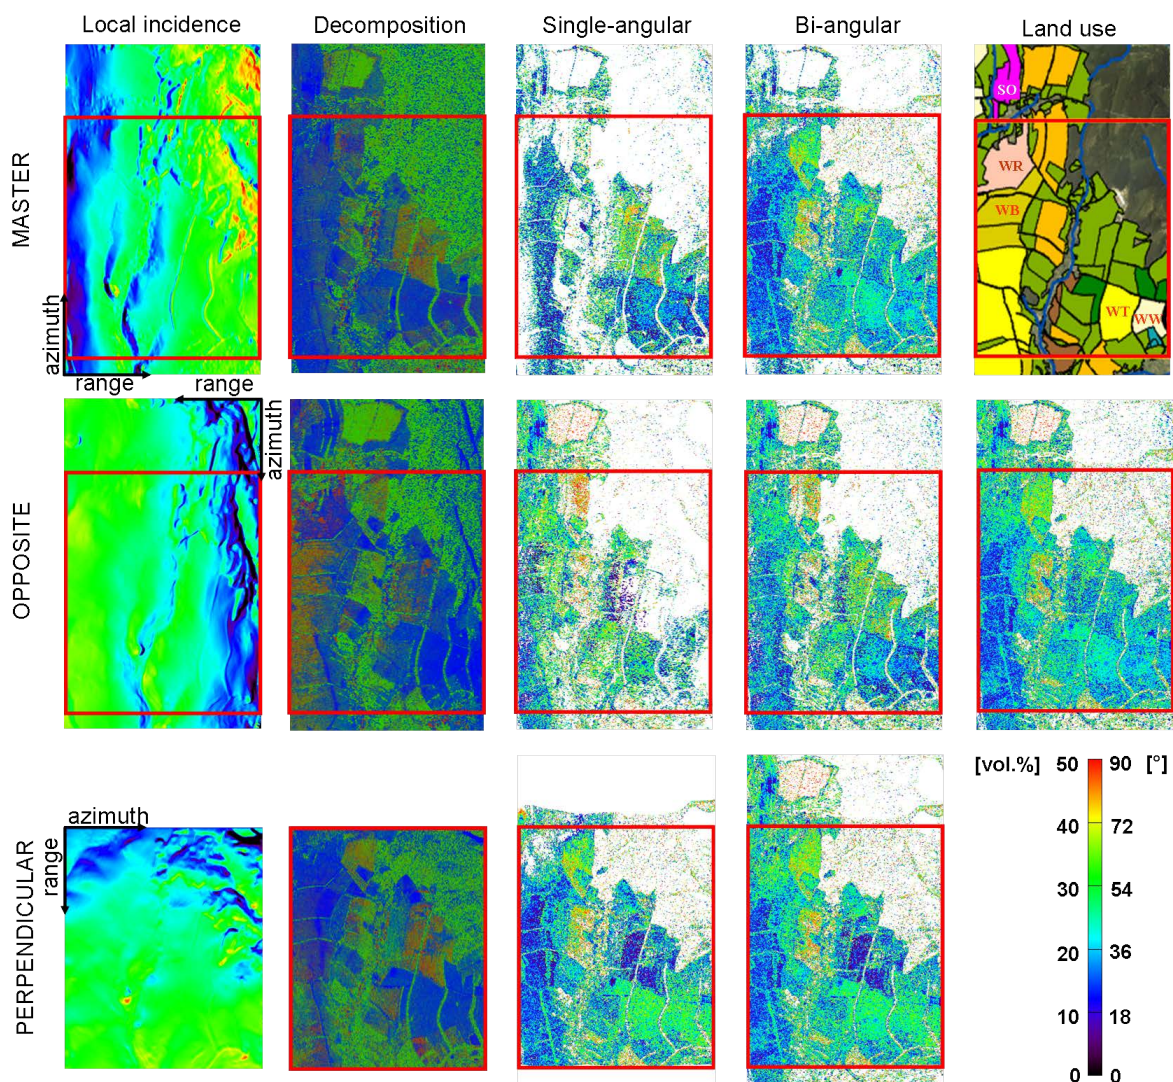 Local incidence Decomposition Single-angular Bi-angular Land use
MASTER
azimuth
range
SO
WR
WB
WT WW
range
azimuth
OPPOSITE
PERPENDICULAR
azimuth
range
[vol.%] 50 90 [°]
40 72
30 54
20 36
10 18
0 0